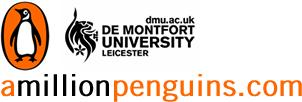 dmu.ac.uk
DE MONTFORT
UNIVERSITY
LEICESTER
amillionpenguins.com